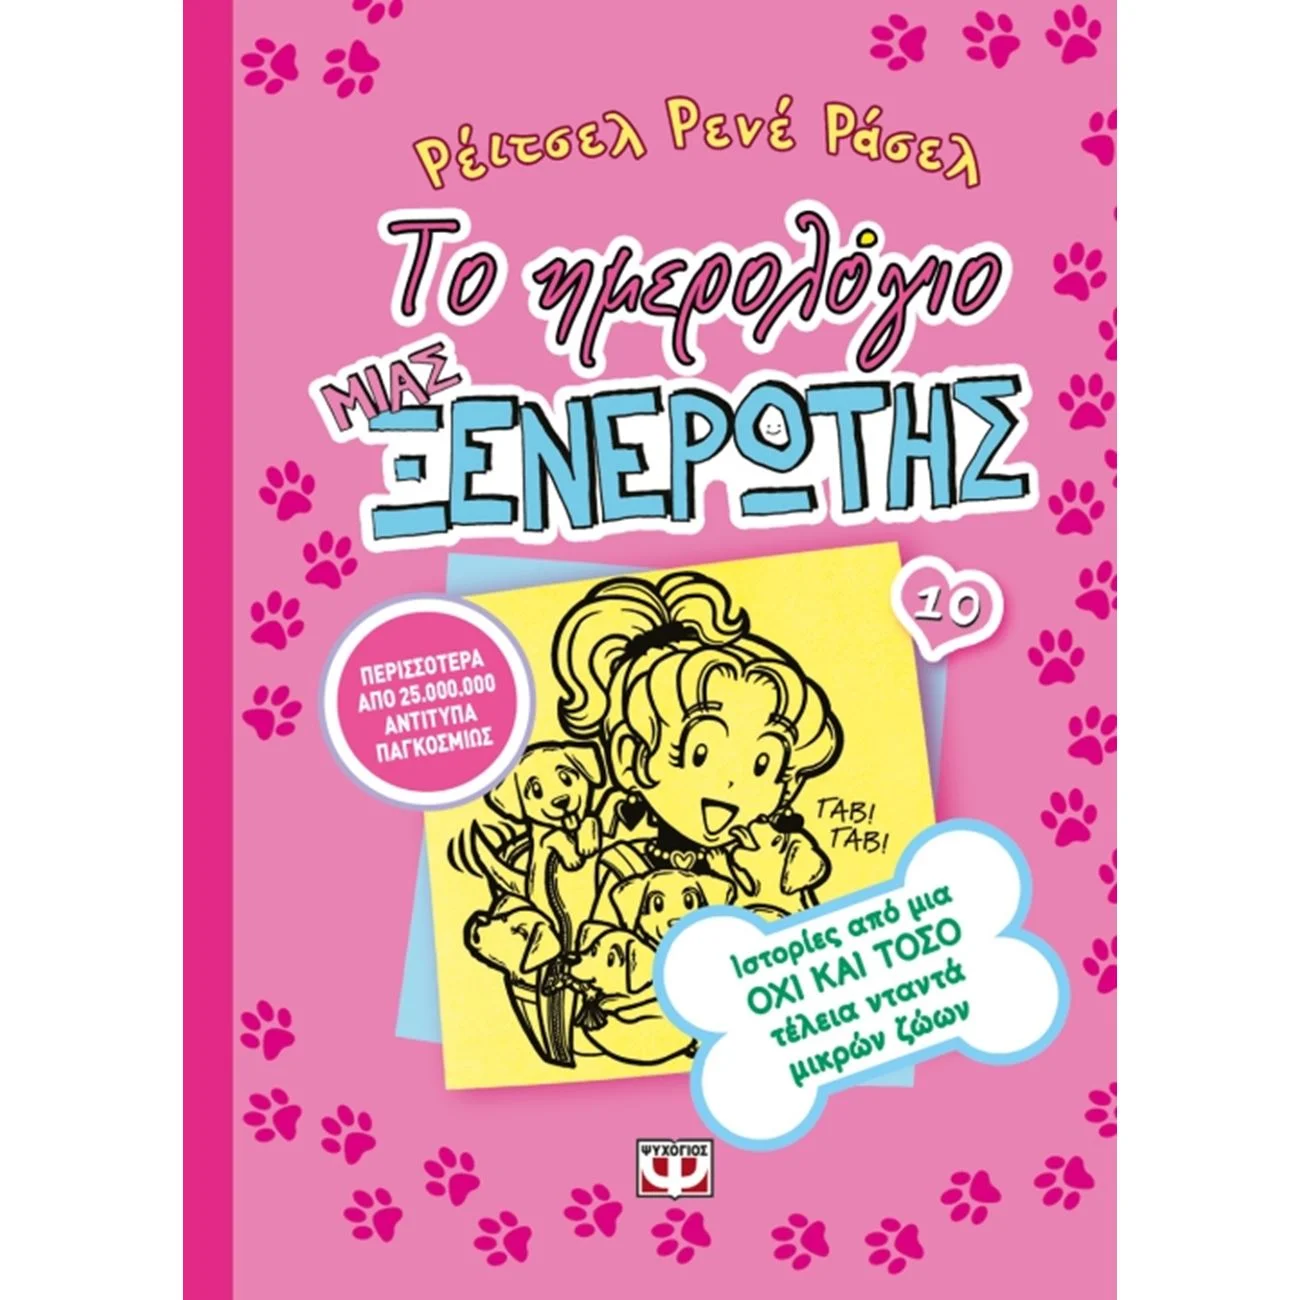 Ρέιτσελ Ρενέ Ράσελ
Το ημερολόγιο
ΜΙΑΣ
ΞΕΝΕΡΩΤΗΣ
10
ΠΕΡΙΣΣΟΤΕΡΑ
ΑΠΟ 25.000.000
ΑΝΤΙΤΥΠΑ
ΠΑΓΚΟΣΜΙΩΣ
ΓΑΒ!
ΓΑΒ!
Ιστορίες από μια
ΟΧΙ ΚΑΙ ΤΟΣΟ
τέλεια νταντά
μικρών ζώων
ΨΥΧΟΓΙΟΣ